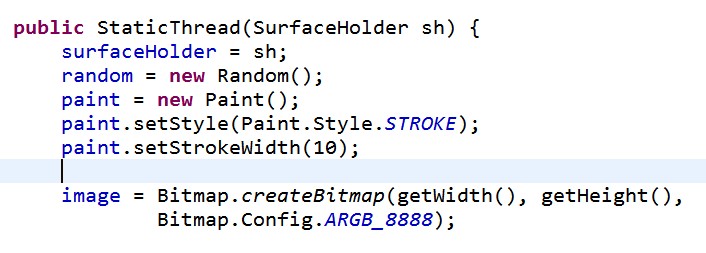 public StaticThread(SurfaceHolder sh) {
surfaceHolder = sh;
random = new Random();
paint = new Paint();
paint.setStyle(Paint.Style.STROKE);
paint.setStrokeWidth(10);
image = Bitmap.createBitmap(getWidth(), getHeight(),
Bitmap.Config.ARGB_8888);